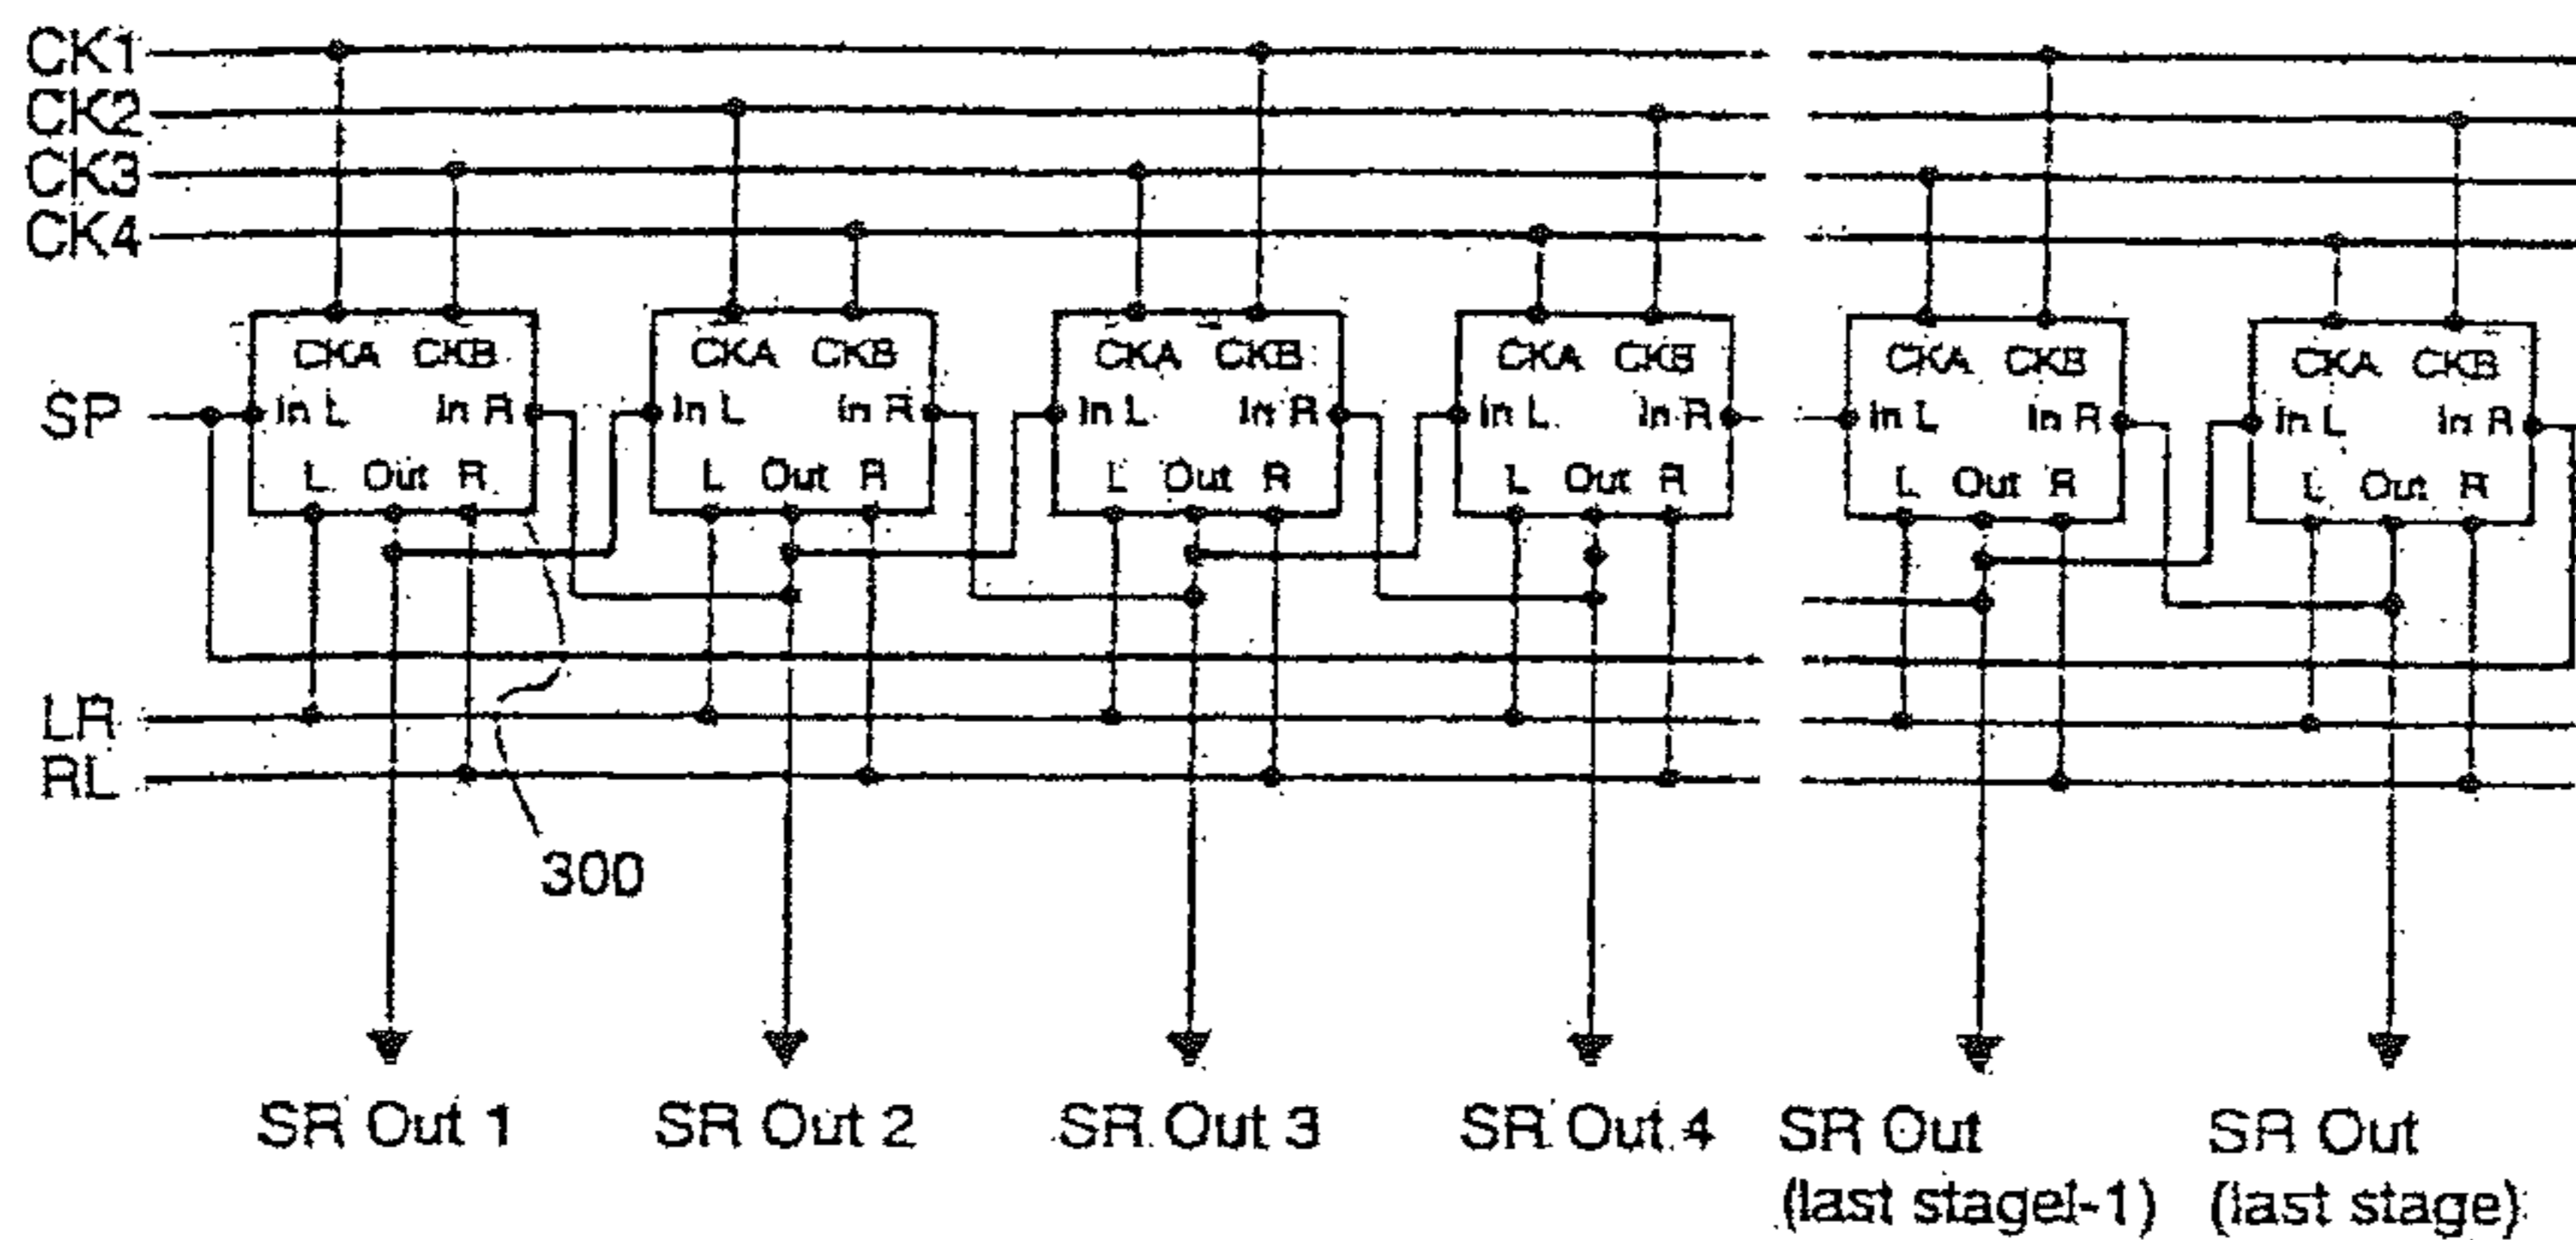 CK1
CK2
CK3
CK4
CKA CKB CKA CKB CKA CKB CKA CKB CKA CKB CKA CKB
SP In L In R In L In R In L In R In L In R In L In R In L In R
L Out R L Out R L Out R L Out R L Out R L Out R
LR
RL
300
SR Out 1 SR Out 2 SR Out 3 SR Out 4 SR Out SR Out
(last stagel-1) (last stage)